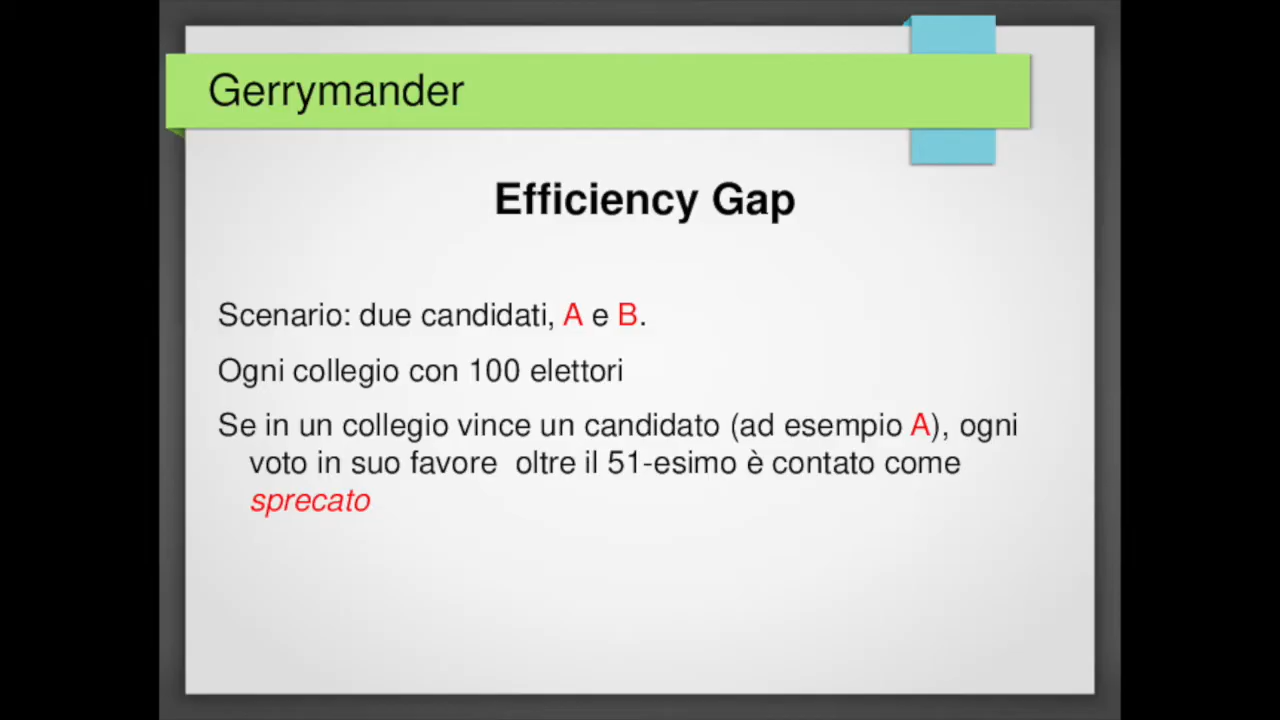 Gerrymander
Efficiency Gap
Scenario: due candidati, A e B.
Ogni collegio con 100 elettori
Se in un collegio vince un candidato (ad esempio A), ogni
voto in suo favore  oltre il 51-esimo è contato come
sprecato